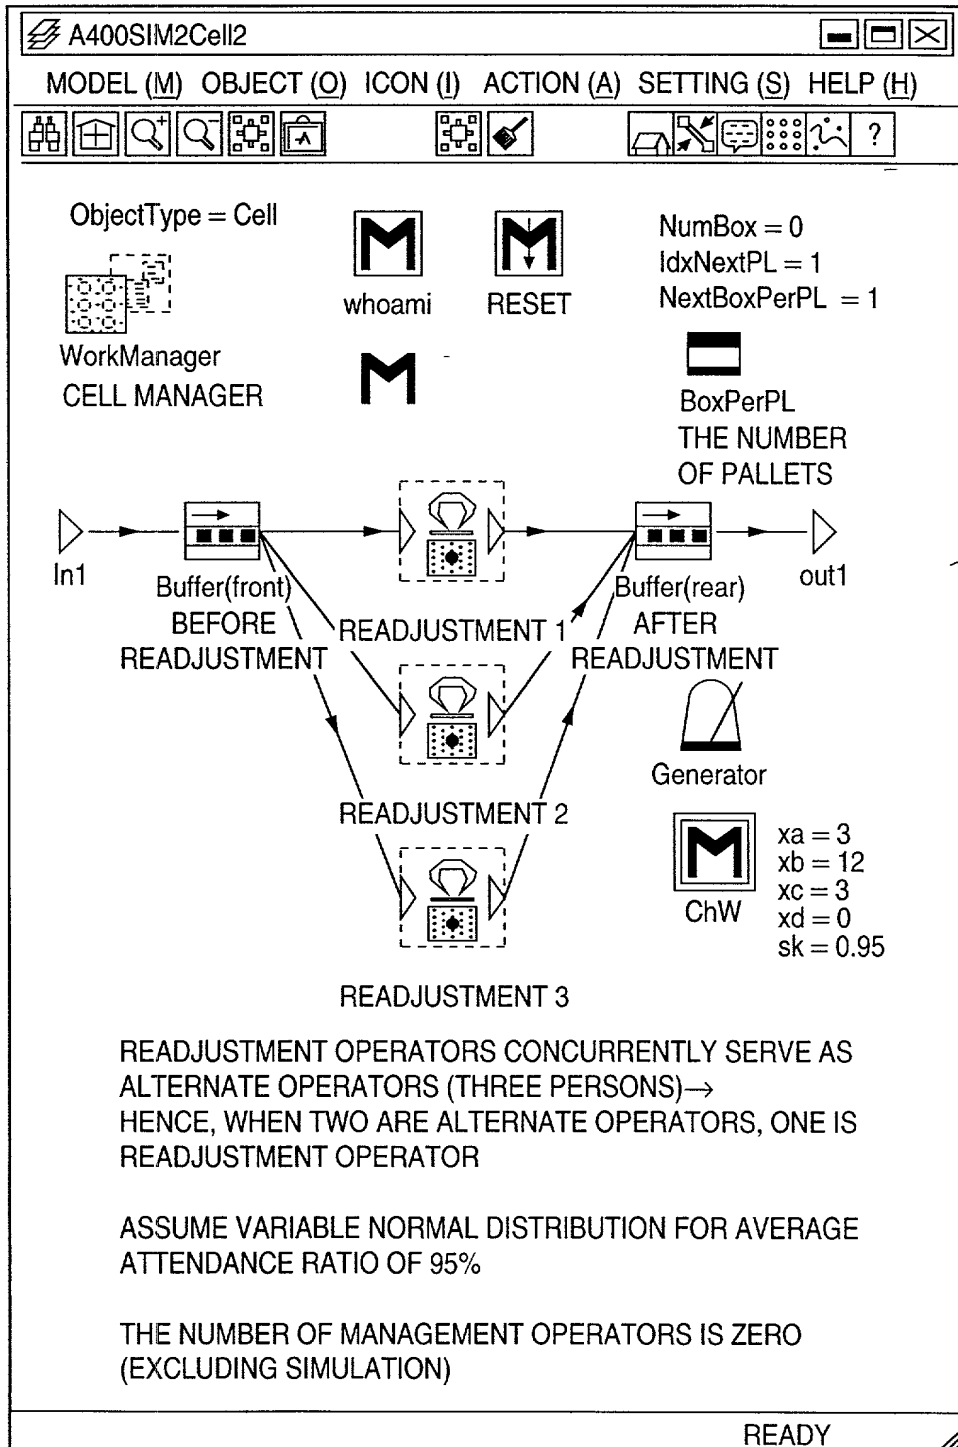 A400SIM2Cell2
MODEL (M) OBJECT (O) ICON (I) ACTION (A) SETTING (S) HELP (H)
A ?
ObjectType = Cell
WorkManager
CELL MANAGER
M
whoami
M
RESET
M
NumBox = 0
IdxNextPL = 1
NextBoxPerPL = 1
BoxPerPL
THE NUMBER
OF PALLETS
In1
Buffer(front)
BEFORE
READJUSTMENT
READJUSTMENT 1
Buffer(rear)
AFTER
READJUSTMENT
out1
READJUSTMENT 2
Generator
READJUSTMENT 3
M
ChW
xa = 3
xb = 12
xc = 3
xd = 0
sk = 0.95
READJUSTMENT OPERATORS CONCURRENTLY SERVE AS
ALTERNATE OPERATORS (THREE PERSONS)→
HENCE, WHEN TWO ARE ALTERNATE OPERATORS, ONE IS
READJUSTMENT OPERATOR
ASSUME VARIABLE NORMAL DISTRIBUTION FOR AVERAGE
ATTENDANCE RATIO OF 95%
THE NUMBER OF MANAGEMENT OPERATORS IS ZERO
(EXCLUDING SIMULATION)
READY